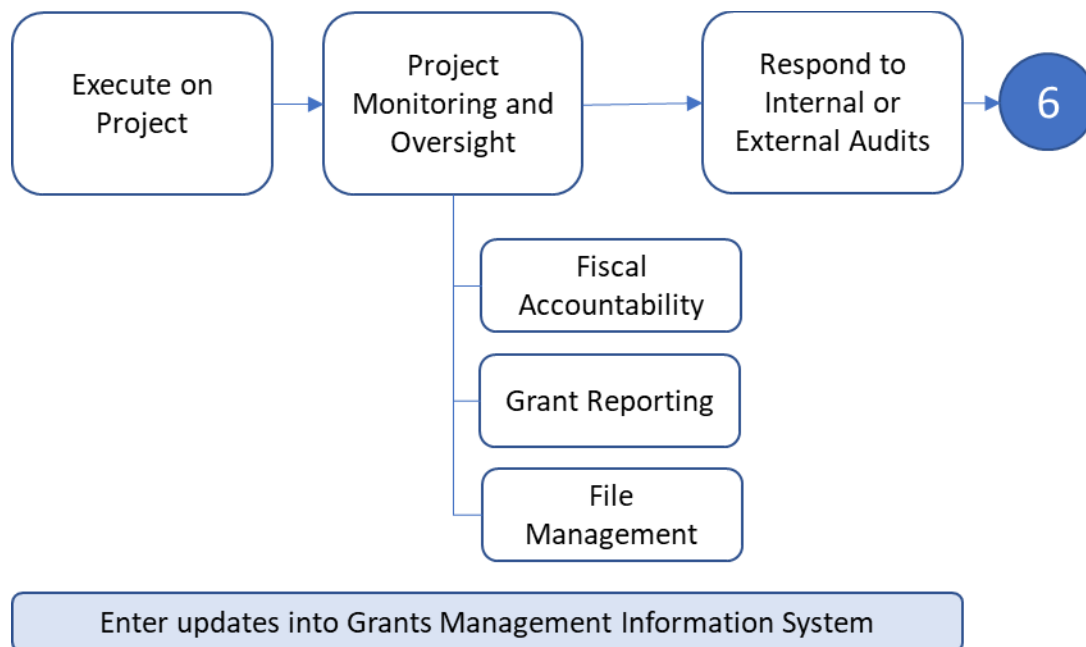 Execute on
Project
Project
Monitoring and
Oversight
Respond to
Internal or
External Audits
6
Fiscal
Accountability
Grant Reporting
File
Management
Enter updates into Grants Management Information System